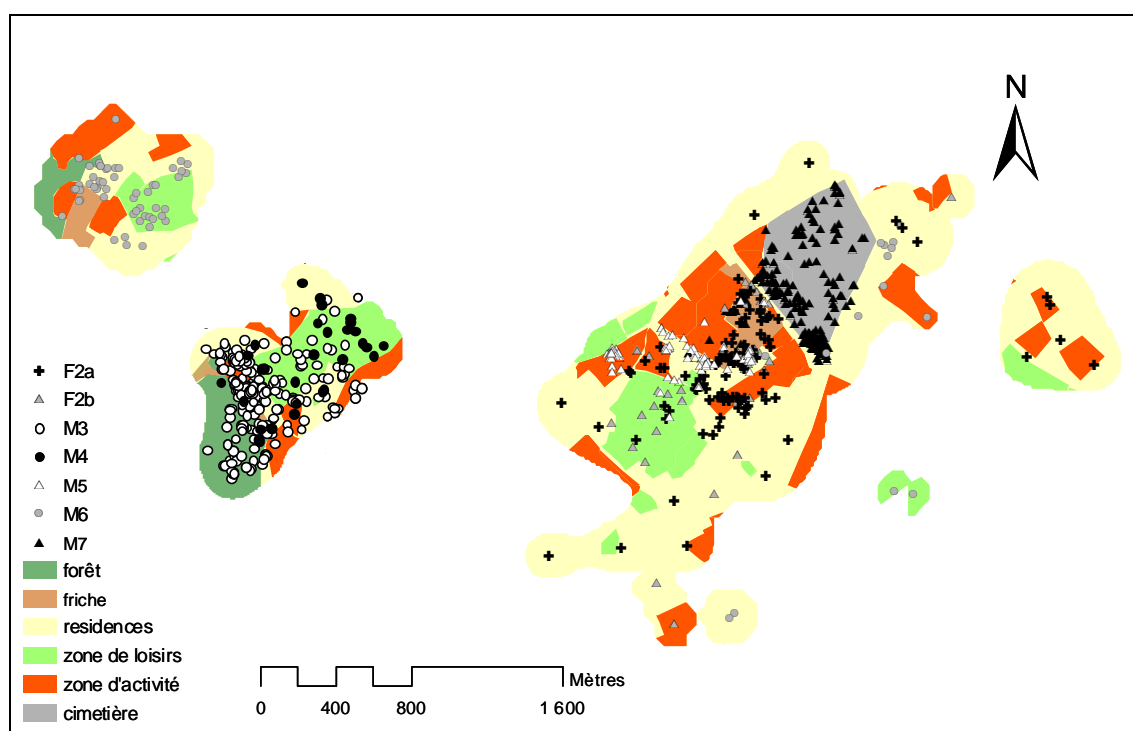 N
F2a
F2b
M3
M4
M5
M6
M7
forêt
friche
residences
zone de loisirs
zone d'activité
cimetière
Mètres
0 400 800 1 600